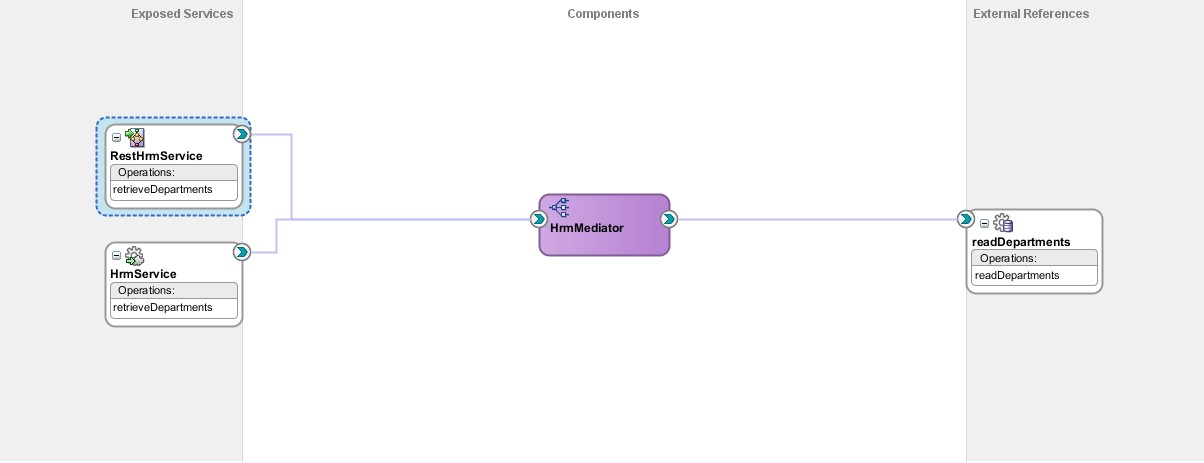 Exposed Services
Components
External References
RestHrmService
Operations:
retrieveDepartments
HrmService
Operations:
retrieveDepartments
HrmMediator
readDepartments
Operations:
readDepartments